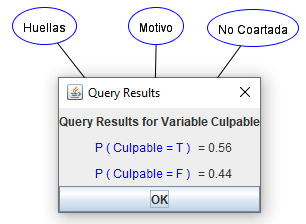 Huellas
Motivo
No Coartada
Query Results
Query Results for Variable Culpable
P ( Culpable = T ) = 0.56
P ( Culpable = F ) = 0.44
OK